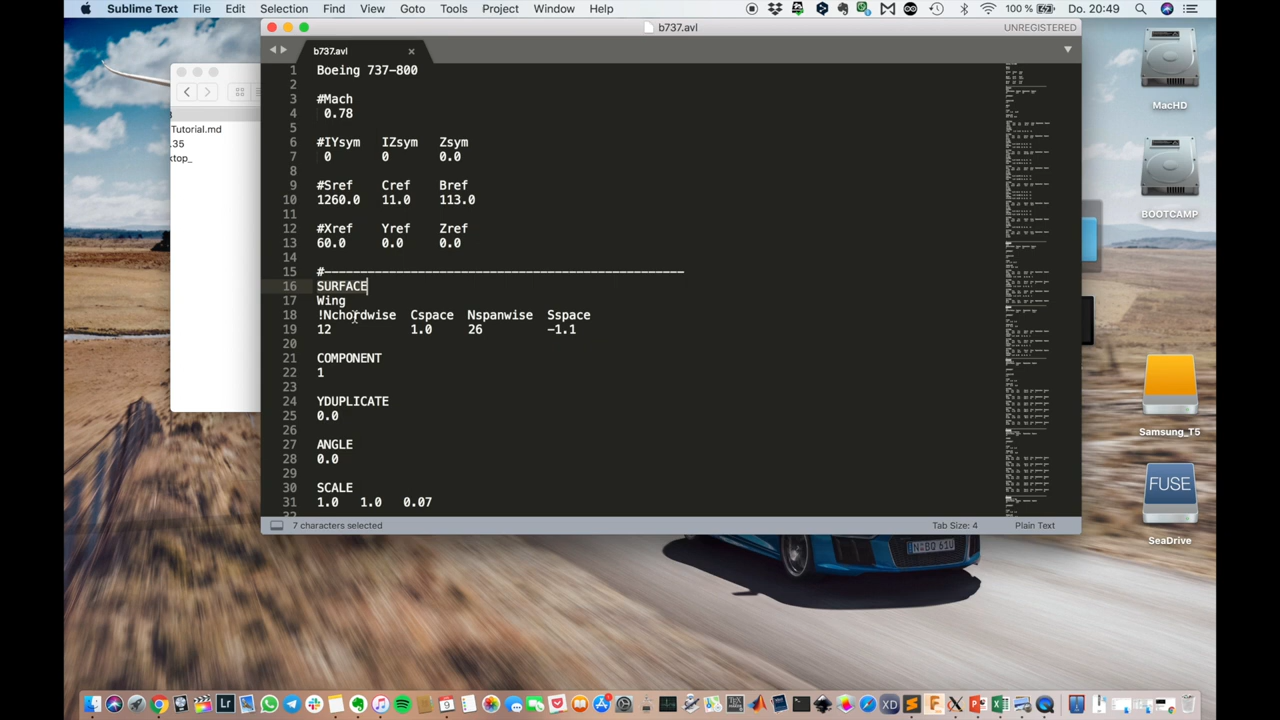 Sublime Text File Edit Selection Find View Goto Tools Project Window Help 100 % Do. 20:49
b737.avl UNREGISTERED
b737.avl
1 Boeing 737-800
2
3 #Mach
4 0.78
5
6 #IYsym IZsym Zsym
7 0 0 0.0
8
9 #Sref Cref Bref
10 1260.0 11.0 113.0
11
12 #Xref Yref Zref
13 60.0 0.0 0.0
14
15 #--------------------------------------------------
16 SURFACE
17 Wing
18 !Nchordwise Cspace Nspanwise Sspace
19 12 1.0 26 -1.1
20
21 COMPONENT
22 1
23
24 YDUPLICATE
25 0.0
26
27 ANGLE
28 0.0
29
30 SCALE
31 1.0 1.0 0.07
7 characters selected Tab Size: 4 Plain Text
Tutorial.md
.35
ktop_
MacHD
BOOTCAMP
Samsung_T5
FUSE
SeaDrive